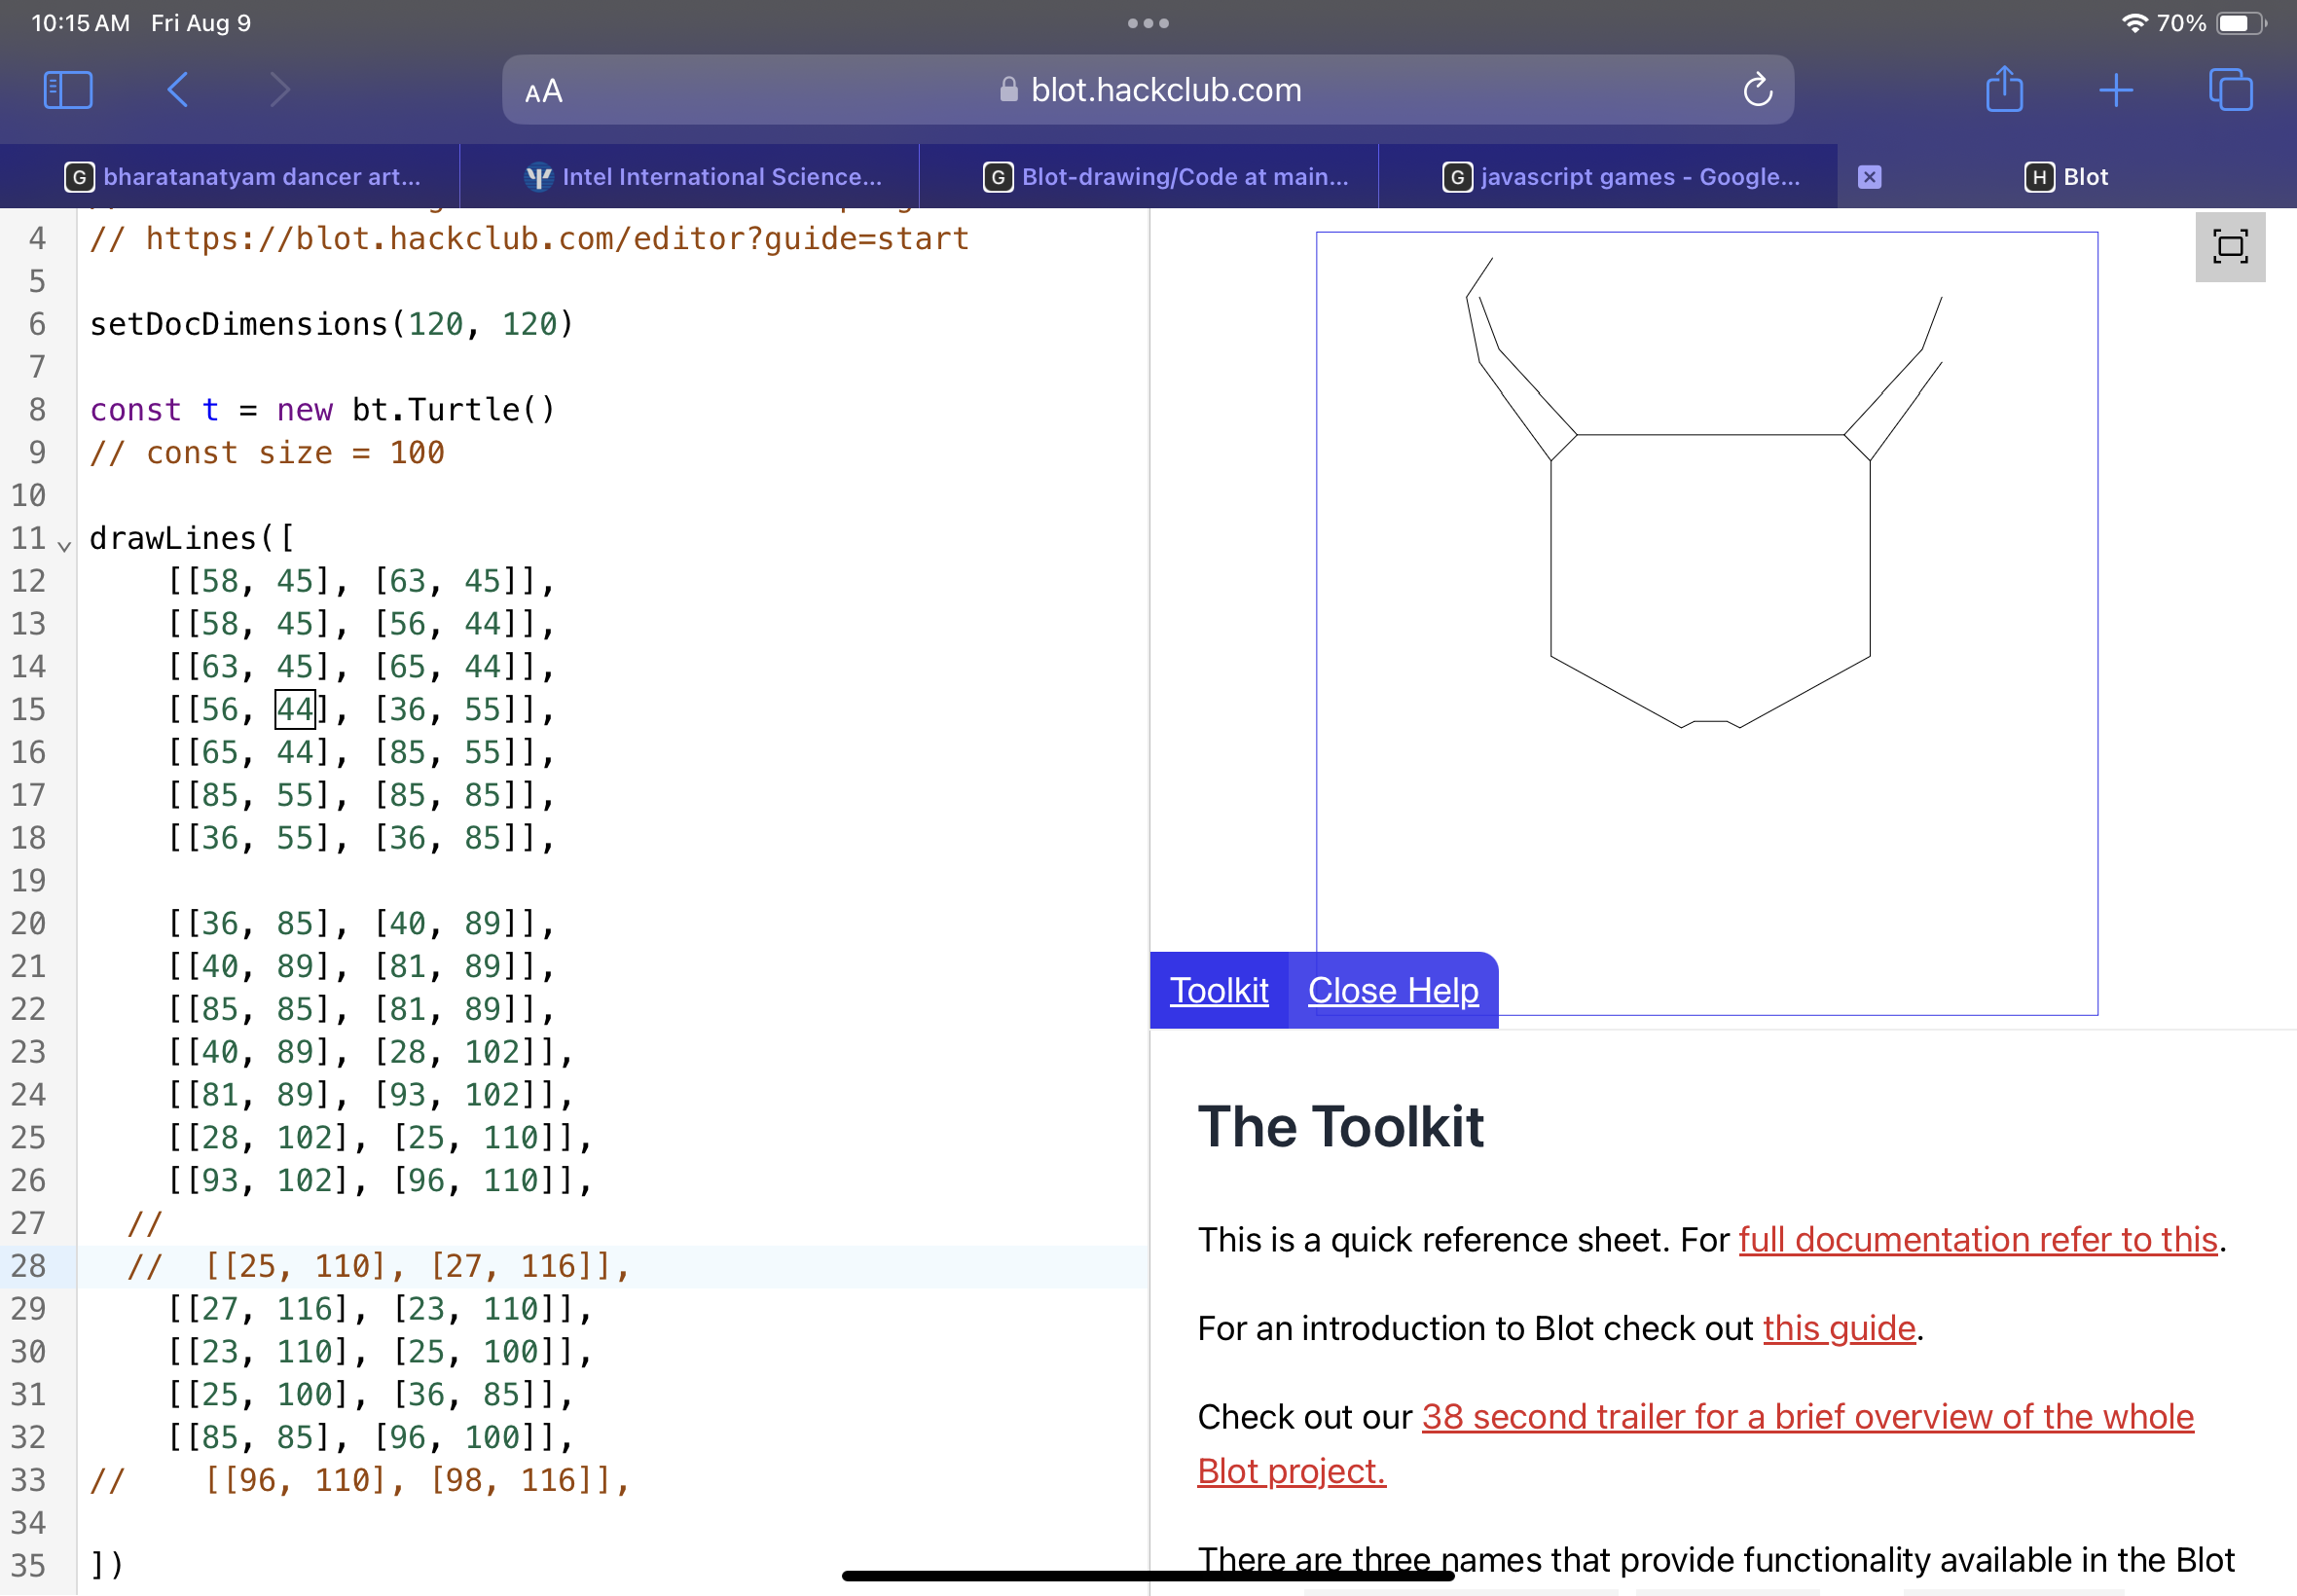 10:15 AM Fri Aug 9
70%
AA
blot.hackclub.com
bharatanatyam dancer art...
Intel International Science...
Blot-drawing/Code at main...
javascript games - Google...
Blot
4 // https://blot.hackclub.com/editor?guide=start
5
6 setDocDimensions(120, 120)
7
8 const t = new bt.Turtle()
9 // const size = 100
10
11 drawLines([
12 [[58, 45], [63, 45]],
13 [[58, 45], [56, 44]],
14 [[63, 45], [65, 44]],
15 [[56, 44], [36, 55]],
16 [[65, 44], [85, 55]],
17 [[85, 55], [85, 85]],
18 [[36, 55], [36, 85]],
19
20 [[36, 85], [40, 89]],
21 [[40, 89], [81, 89]],
22 [[85, 85], [81, 89]],
23 [[40, 89], [28, 102]],
24 [[81, 89], [93, 102]],
25 [[28, 102], [25, 110]],
26 [[93, 102], [96, 110]],
27 //
28 // [[25, 110], [27, 116]],
29 [[27, 116], [23, 110]],
30 [[23, 110], [25, 100]],
31 [[25, 100], [36, 85]],
32 [[85, 85], [96, 100]],
33 // [[96, 110], [98, 116]],
34
35 ])
Toolkit Close Help
The Toolkit
This is a quick reference sheet. For full documentation refer to this.
For an introduction to Blot check out this guide.
Check out our 38 second trailer for a brief overview of the whole
Blot project.
There are three names that provide functionality available in the Blot